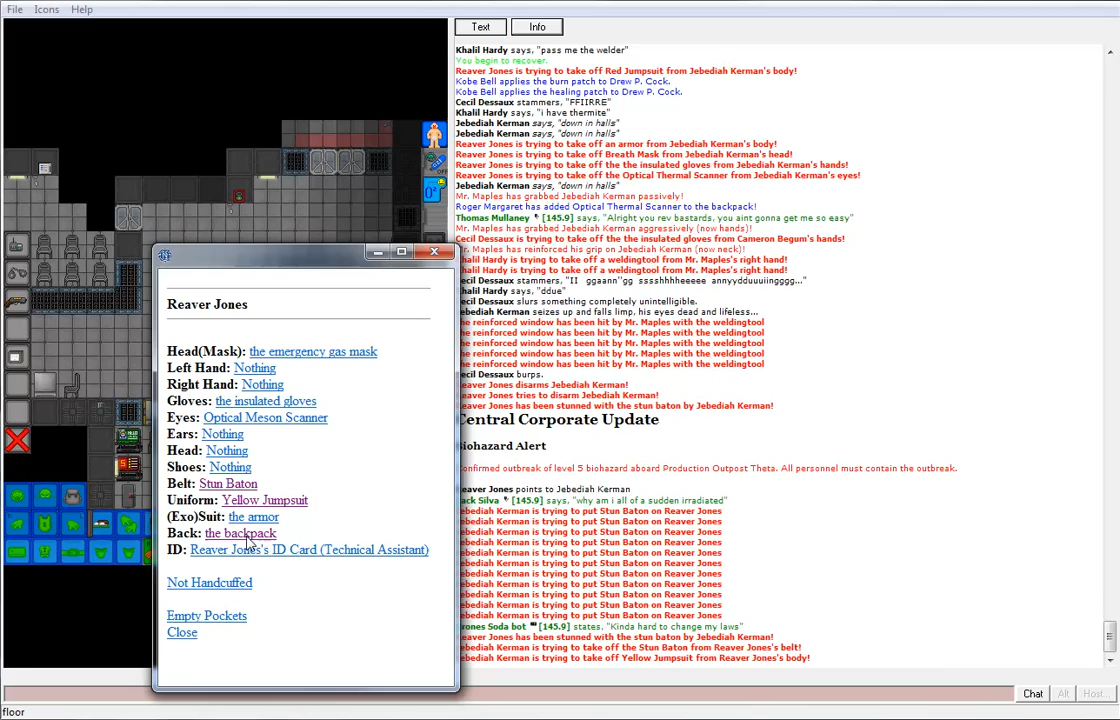 File Icons Help
Text Info
Khalil Hardy says, "pass me the welder"
You begin to recover.
Reaver Jones is trying to take off Red Jumpsuit from Jebediah Kerman's body!
Kobe Bell applies the burn patch to Drew P. Cock.
Kobe Bell applies the healing patch to Drew P. Cock.
Cecil Dessaux stammers, "FFIIRRE"
Khalil Hardy says, "i have thermite"
Jebediah Kerman says, "down in halls"
Jebediah Kerman says, "down in halls"
Reaver Jones is trying to take off an armor from Jebediah Kerman's body!
Reaver Jones is trying to take off Breath Mask from Jebediah Kerman's head!
Reaver Jones is trying to take off the the insulated gloves from Jebediah Kerman's hands!
Reaver Jones is trying to take off the Optical Thermal Scanner from Jebediah Kerman's eyes!
Jebediah Kerman says, "down in halls"
Mr. Maples has grabbed Jebediah Kerman passively!
Roger Margaret has added Optical Thermal Scanner to the backpack!
Thomas Mullaney [145.9] says, "Alright you rev bastards, you aint gonna get me so easy"
Mr. Maples has grabbed Jebediah Kerman aggressively (now hands)!
Cecil Dessaux is trying to take off the the insulated gloves from Cameron Begum's hands!
Mr. Maples has reinforced his grip on Jebediah Kerman (now neck)!
Khalil Hardy is trying to take off a weldingtool from Mr. Maples's right hand!
Khalil Hardy is trying to take off a weldingtool from Mr. Maples's right hand!
Cecil Dessaux stammers, "II ggaann''gg sssshhhheeeee annyydduuuuiingggg..."
Khalil Hardy says, "ddue"
Cecil Dessaux slurs something completely unintelligible.
Jebediah Kerman seizes up and falls limp, his eyes dead and lifeless...
The reinforced window has been hit by Mr. Maples with the weldingtool
The reinforced window has been hit by Mr. Maples with the weldingtool
The reinforced window has been hit by Mr. Maples with the weldingtool
The reinforced window has been hit by Mr. Maples with the weldingtool
The reinforced window has been hit by Mr. Maples with the weldingtool
Cecil Dessaux burps.
Reaver Jones disarms Jebediah Kerman!
Reaver Jones tries to disarm Jebediah Kerman!
Reaver Jones has been stunned with the stun baton by Jebediah Kerman!
Central Corporate Update
Biohazard Alert
Confirmed outbreak of level 5 biohazard aboard Production Outpost Theta. All personnel must contain the outbreak.
Reaver Jones points to Jebediah Kerman
Jack Silva [145.9] says, "why am i all of a sudden irradiated"
Jebediah Kerman is trying to put Stun Baton on Reaver Jones
Jebediah Kerman is trying to put Stun Baton on Reaver Jones
Jebediah Kerman is trying to put Stun Baton on Reaver Jones
Jebediah Kerman is trying to put Stun Baton on Reaver Jones
Jebediah Kerman is trying to put Stun Baton on Reaver Jones
Jebediah Kerman is trying to put Stun Baton on Reaver Jones
Jebediah Kerman is trying to put Stun Baton on Reaver Jones
Jebediah Kerman is trying to put Stun Baton on Reaver Jones
Jebediah Kerman is trying to put Stun Baton on Reaver Jones
Jebediah Kerman is trying to put Stun Baton on Reaver Jones
Jebediah Kerman is trying to put Stun Baton on Reaver Jones
Soda bot [145.9] states, "Kinda hard to change my laws"
Reaver Jones has been stunned with the stun baton by Jebediah Kerman!
Jebediah Kerman is trying to take off the Stun Baton from Reaver Jones's belt!
Jebediah Kerman is trying to take off Yellow Jumpsuit from Reaver Jones's body!
Reaver Jones
Head(Mask): the emergency gas mask
Left Hand: Nothing
Right Hand: Nothing
Gloves: the insulated gloves
Eyes: Optical Meson Scanner
Ears: Nothing
Head: Nothing
Shoes: Nothing
Belt: Stun Baton
Uniform: Yellow Jumpsuit
(Exo)Suit: the armor
Back: the backpack
ID: Reaver Jones's ID Card (Technical Assistant)
Not Handcuffed
Empty Pockets
Close
Chat Alt Host...
floor